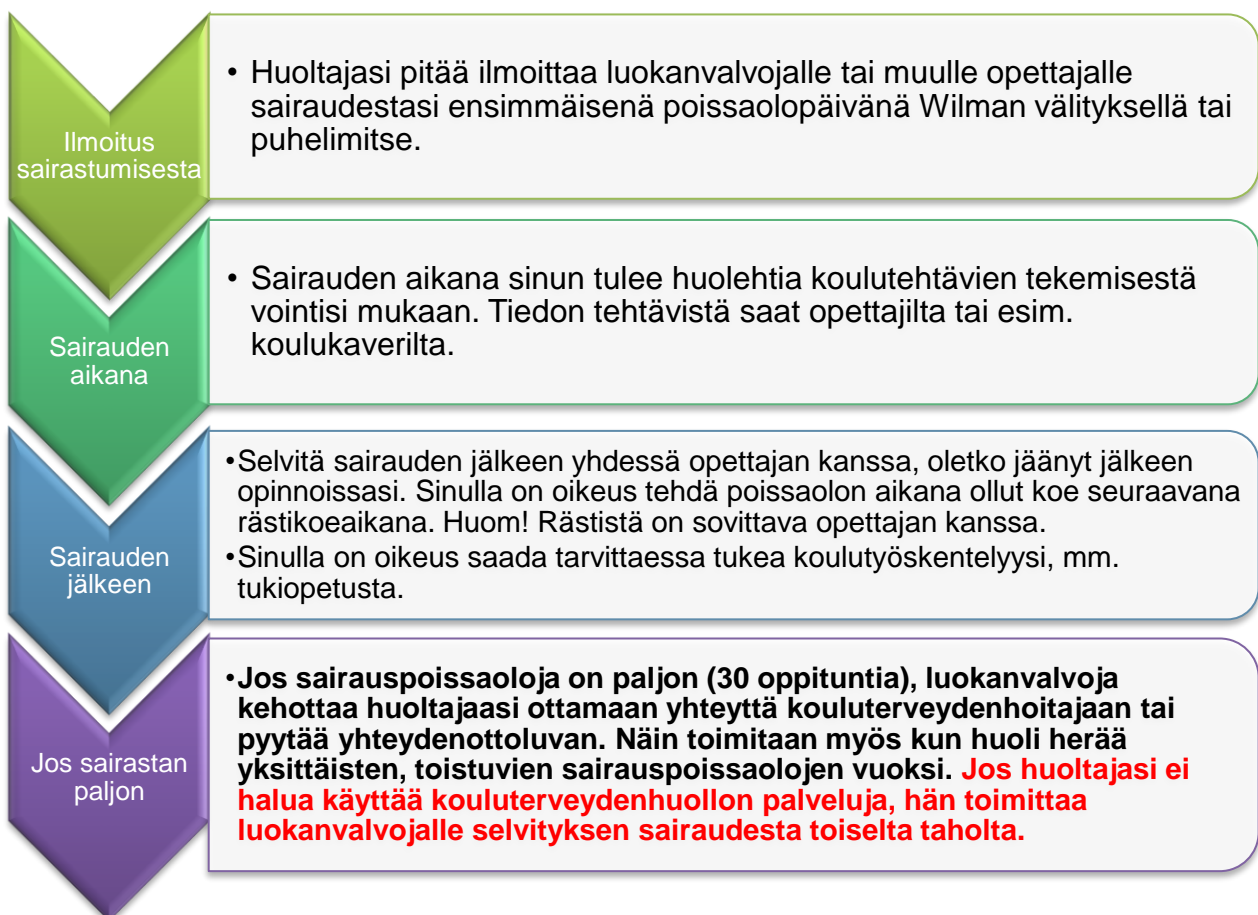 Ilmoitus
sairastumisesta
• Huoltajasi pitää ilmoittaa luokanvalvojalle tai muulle opettajalle
sairaudestasi ensimmäisenä poissaolopäivänä Wilman välityksellä tai
puhelimitse.
Sairauden
aikana
• Sairauden aikana sinun tulee huolehtia koulutehtävien tekemisestä
vointisi mukaan. Tiedon tehtävistä saat opettajilta tai esim.
koulukaverilta.
Sairauden
jälkeen
•Selvitä sairauden jälkeen yhdessä opettajan kanssa, oletko jäänyt jälkeen
opinnoissasi. Sinulla on oikeus tehdä poissaolon aikana ollut koe seuraavana
rästikoeaikana. Huom! Rästistä on sovittava opettajan kanssa.
•Sinulla on oikeus saada tarvittaessa tukea koulutyöskentelyysi, mm.
tukiopetusta.
Jos sairastan
paljon
•Jos sairauspoissaoloja on paljon (30 oppituntia), luokanvalvoja
kehottaa huoltajaasi ottamaan yhteyttä kouluterveydenhoitajaan tai
pyytää yhteydenottoluvan. Näin toimitaan myös kun huoli herää
yksittäisten, toistuvien sairauspoissaolojen vuoksi. Jos huoltajasi ei
halua käyttää kouluterveydenhuollon palveluja, hän toimittaa
luokanvalvojalle selvityksen sairaudesta toiselta taholta.